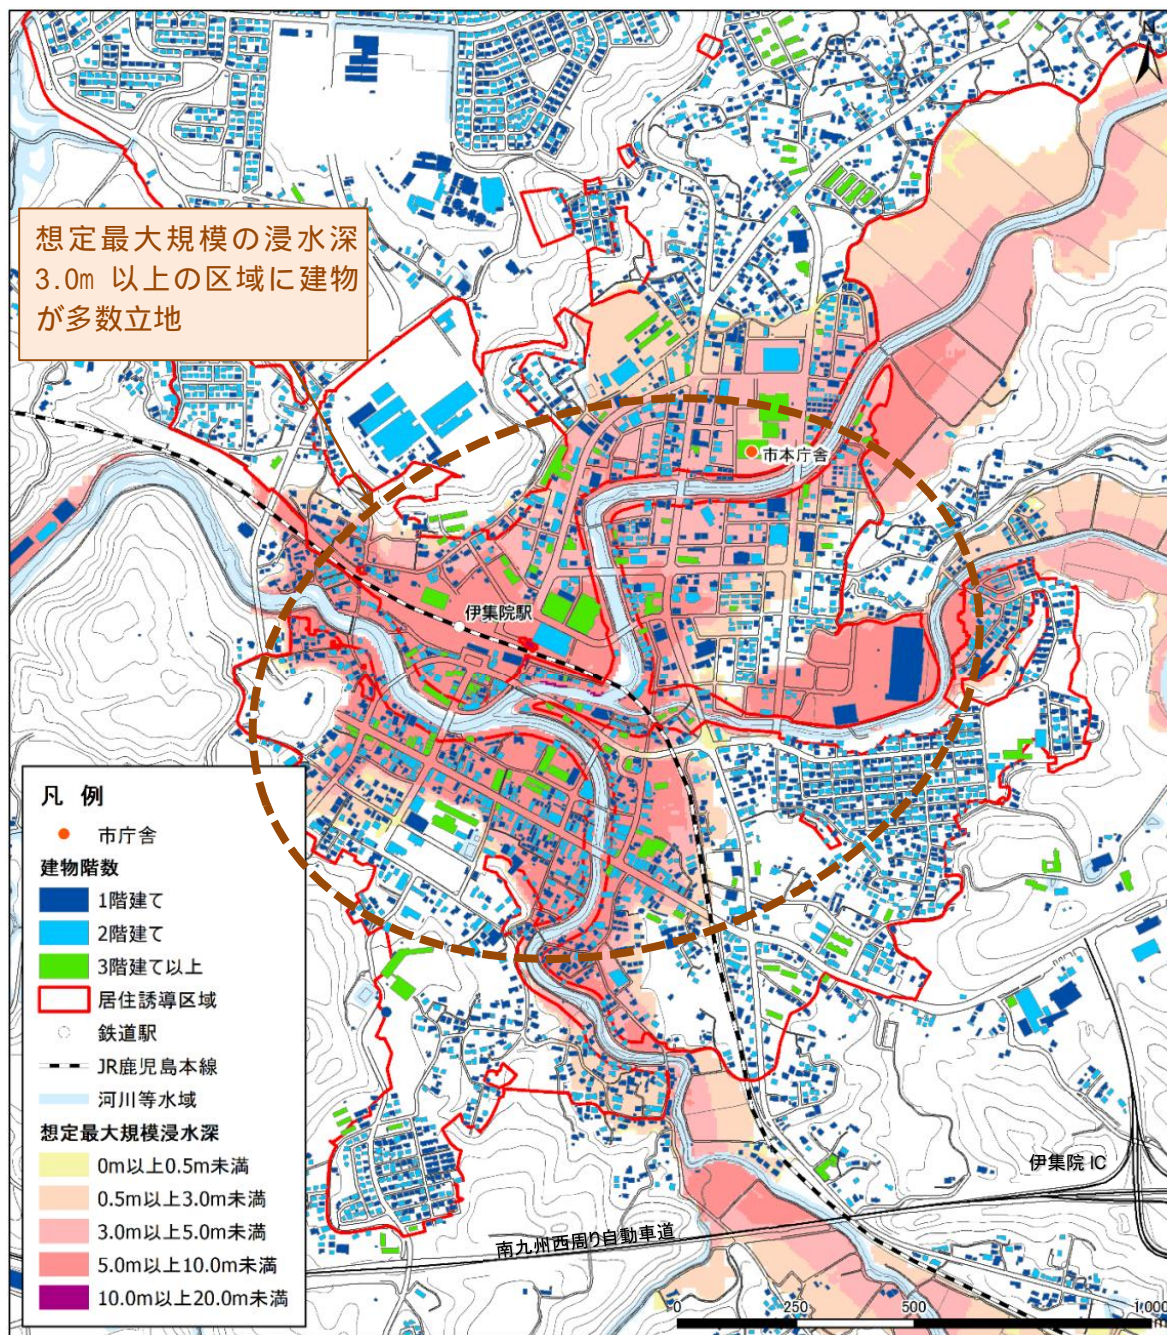 N
想定最大規模の浸水深
3.0m 以上の区域に建物
が多数立地
市本庁舎
伊集院駅
凡 例
市庁舎
建物階数
1階建て
2階建て
3階建て以上
居住誘導区域
鉄道駅
JR鹿児島本線
河川等水域
想定最大規模浸水深
0m以上0.5m未満
0.5m以上3.0m未満
3.0m以上5.0m未満
5.0m以上10.0m未満
10.0m以上20.0m未満
伊集院 IC
南九州西周り自動車道
0 250 500 1,000
m